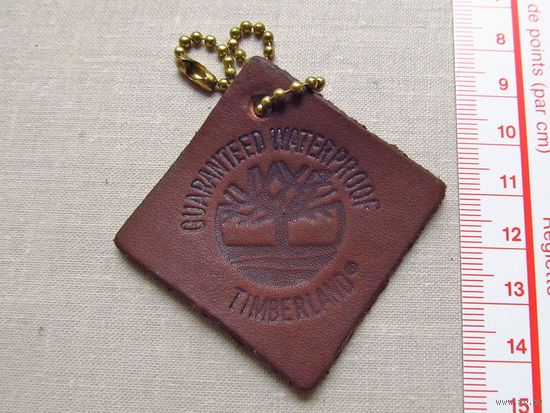 GUARANTEED WATERPROOF
TIMBERLAND®
de points (par cm)
8
9
10
11
12
13
14
15